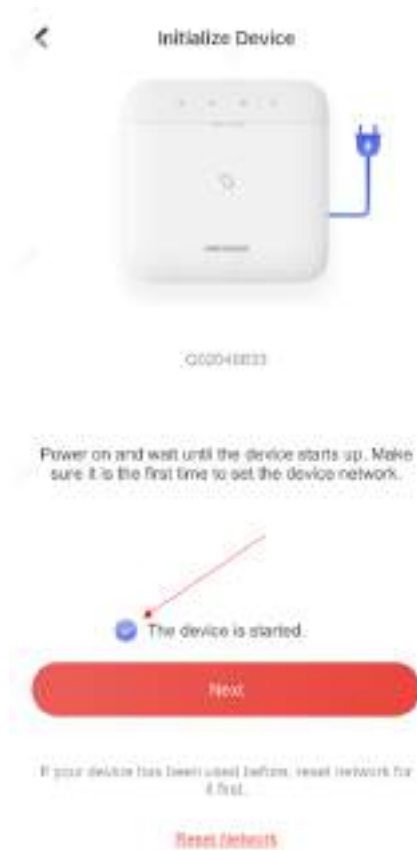 Initialize Device
Power on and wait until the device starts up. Make
sure it is the first time to set the device network.
The device is started.
Next
If your device has been used before, reset network for
it first.
Reset Network